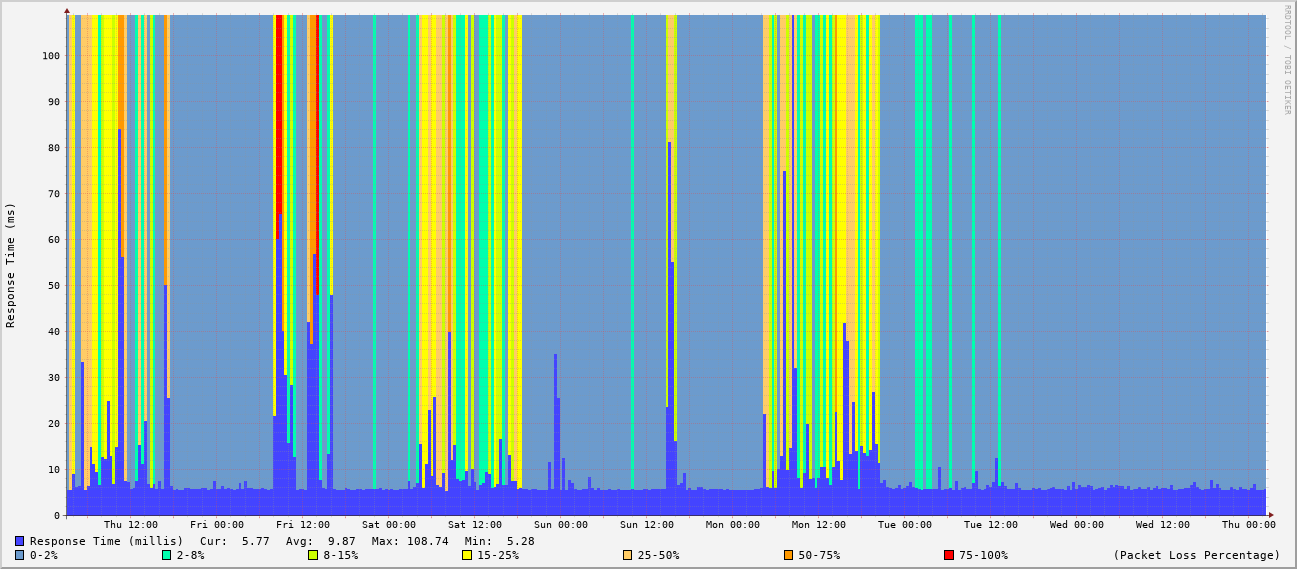 RRDTOOL / TOBI OETIKER
Response Time (ms)
100
90
80
70
60
50
40
30
20
10
0
Thu 12:00 Fri 00:00 Fri 12:00 Sat 00:00 Sat 12:00 Sun 00:00 Sun 12:00 Mon 00:00 Mon 12:00 Tue 00:00 Tue 12:00 Wed 00:00 Wed 12:00 Thu 00:00
Response Time (millis) Cur: 5.77 Avg: 9.87 Max: 108.74 Min: 5.28
0-2% 2-8% 8-15% 15-25% 25-50% 50-75% 75-100% (Packet Loss Percentage)